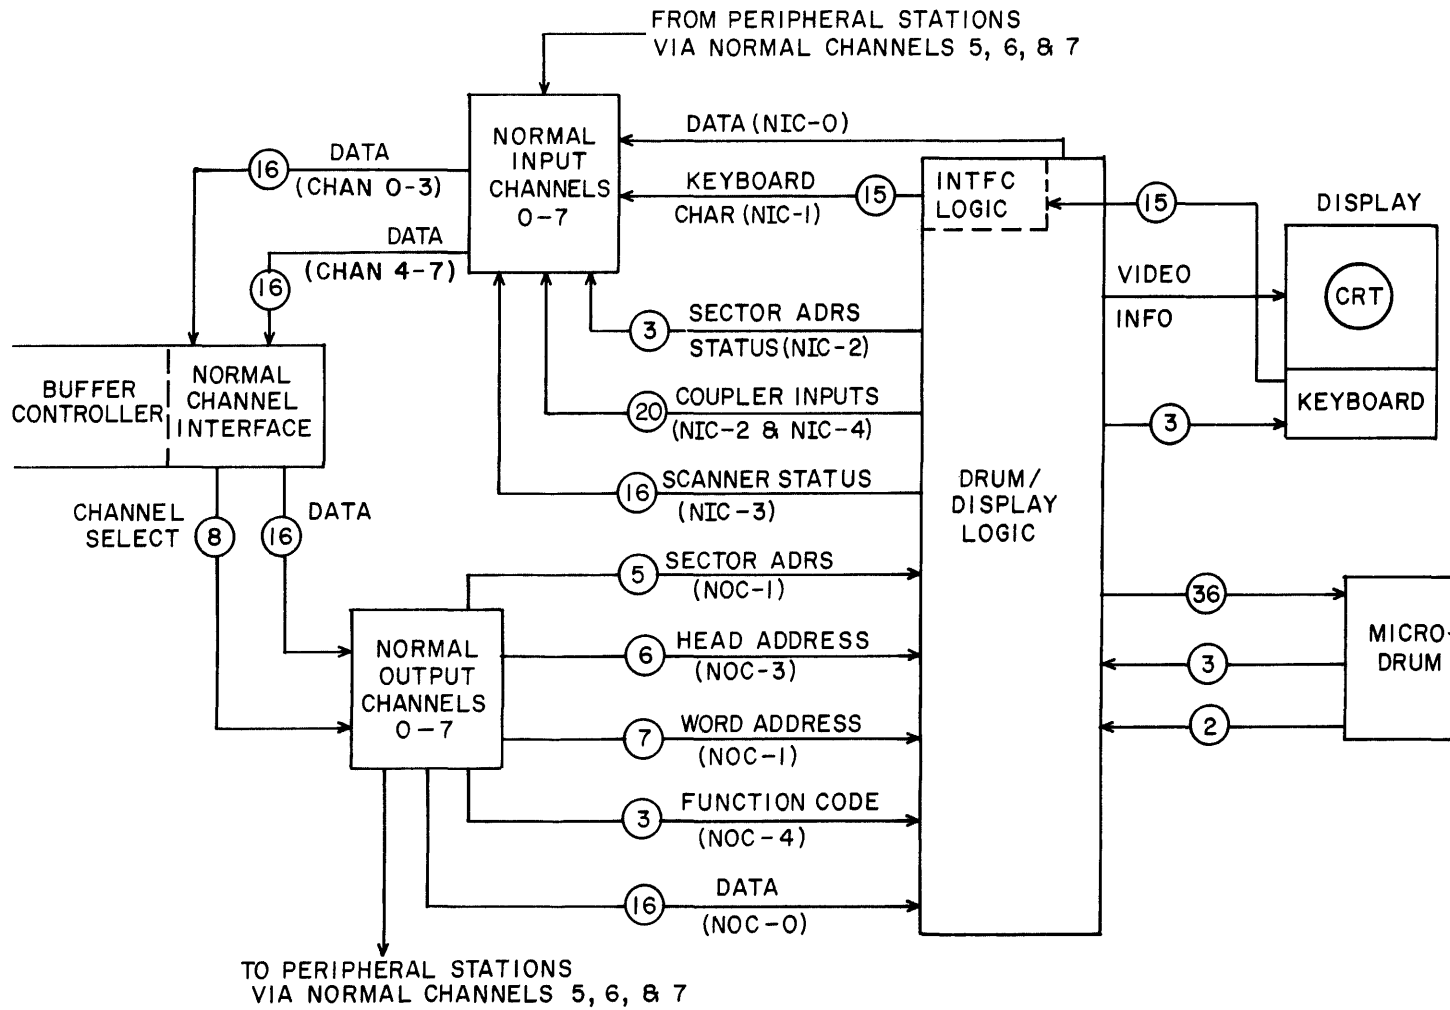 FROM PERIPHERAL STATIONS
VIA NORMAL CHANNELS 5, 6, & 7
NORMAL
INPUT
CHANNELS
0-7
DATA (NIC-0)
16
DATA
(CHAN 0-3)
KEYBOARD
CHAR (NIC-1)
15
INTFC
LOGIC
15
DISPLAY
CRT
KEYBOARD
DATA
(CHAN 4-7)
16
VIDEO
INFO
3
SECTOR ADRS
STATUS (NIC-2)
BUFFER
CONTROLLER
NORMAL
CHANNEL
INTERFACE
20
COUPLER INPUTS
(NIC-2 & NIC-4)
3
16
SCANNER STATUS
(NIC-3)
DRUM/
DISPLAY
LOGIC
CHANNEL
SELECT
8
16
DATA
5
SECTOR ADRS
(NOC-1)
36
NORMAL
OUTPUT
CHANNELS
0-7
6
HEAD ADDRESS
(NOC-3)
3
MICRO-
DRUM
7
WORD ADDRESS
(NOC-1)
2
3
FUNCTION CODE
(NOC-4)
16
DATA
(NOC-0)
TO PERIPHERAL STATIONS
VIA NORMAL CHANNELS 5, 6, & 7